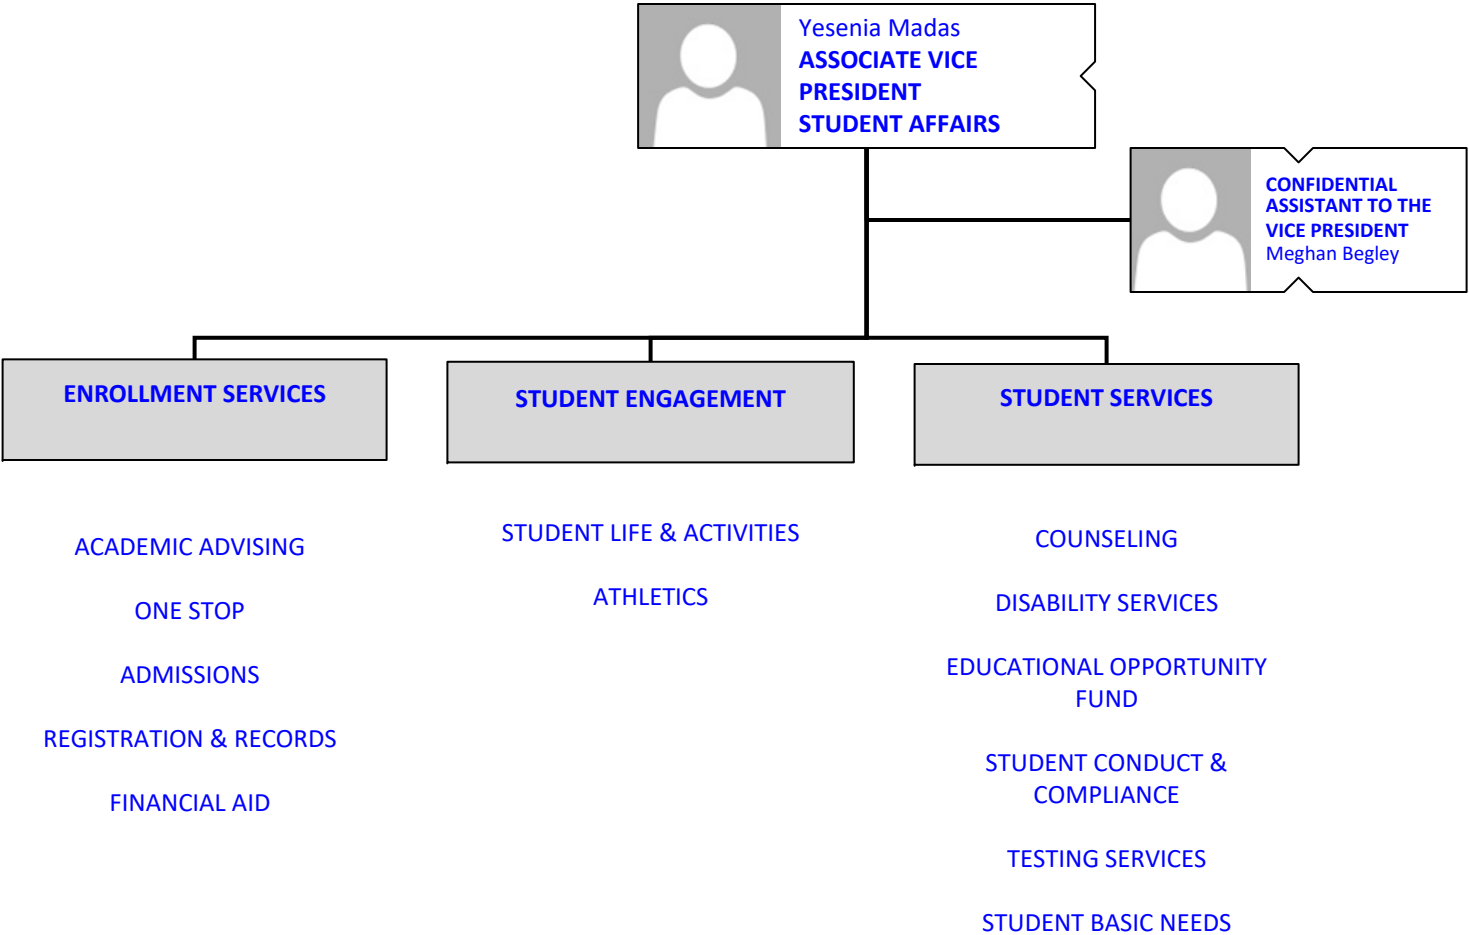 Yesenia Madas
ASSOCIATE VICE
PRESIDENT
STUDENT AFFAIRS
CONFIDENTIAL
ASSISTANT TO THE
VICE PRESIDENT
Meghan Begley
ENROLLMENT SERVICES
ACADEMIC ADVISING
ONE STOP
ADMISSIONS
REGISTRATION & RECORDS
FINANCIAL AID
STUDENT ENGAGEMENT
STUDENT LIFE & ACTIVITIES
ATHLETICS
STUDENT SERVICES
COUNSELING
DISABILITY SERVICES
EDUCATIONAL OPPORTUNITY
FUND
STUDENT CONDUCT &
COMPLIANCE
TESTING SERVICES
STUDENT BASIC NEEDS